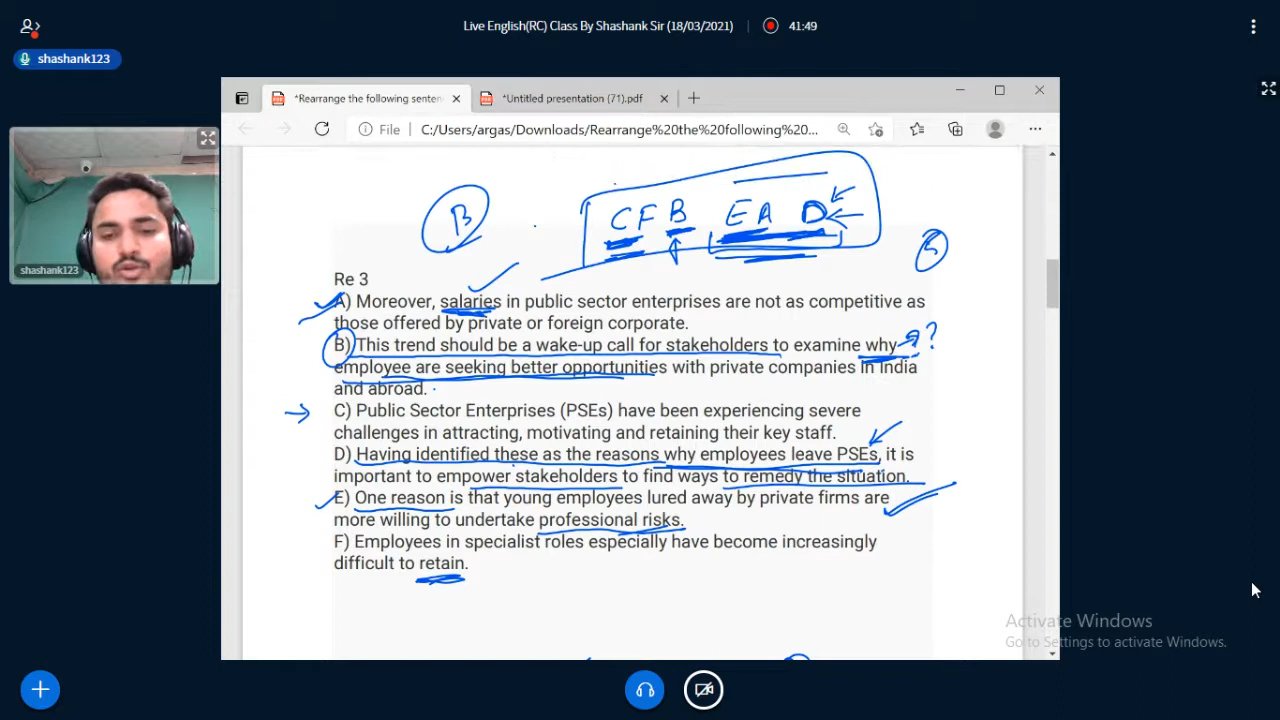 Live English(RC) Class By Shashank Sir (18/03/2021)
41:49
shashank123
*Rearrange the following senten
*Untitled presentation (71).pdf
File
C:/Users/argas/Downloads/Rearrange%20the%20following%20...
B
C F B E A D
Re 3
A) Moreover, salaries in public sector enterprises are not as competitive as
those offered by private or foreign corporate.
B) This trend should be a wake-up call for stakeholders to examine why
?
employee are seeking better opportunities with private companies in India
and abroad.
C) Public Sector Enterprises (PSEs) have been experiencing severe
challenges in attracting, motivating and retaining their key staff.
D) Having identified these as the reasons why employees leave PSEs, it is
important to empower stakeholders to find ways to remedy the situation.
E) One reason is that young employees lured away by private firms are
more willing to undertake professional risks.
F) Employees in specialist roles especially have become increasingly
difficult to retain.
shashank123
Activate Windows
Go to Settings to activate Windows.